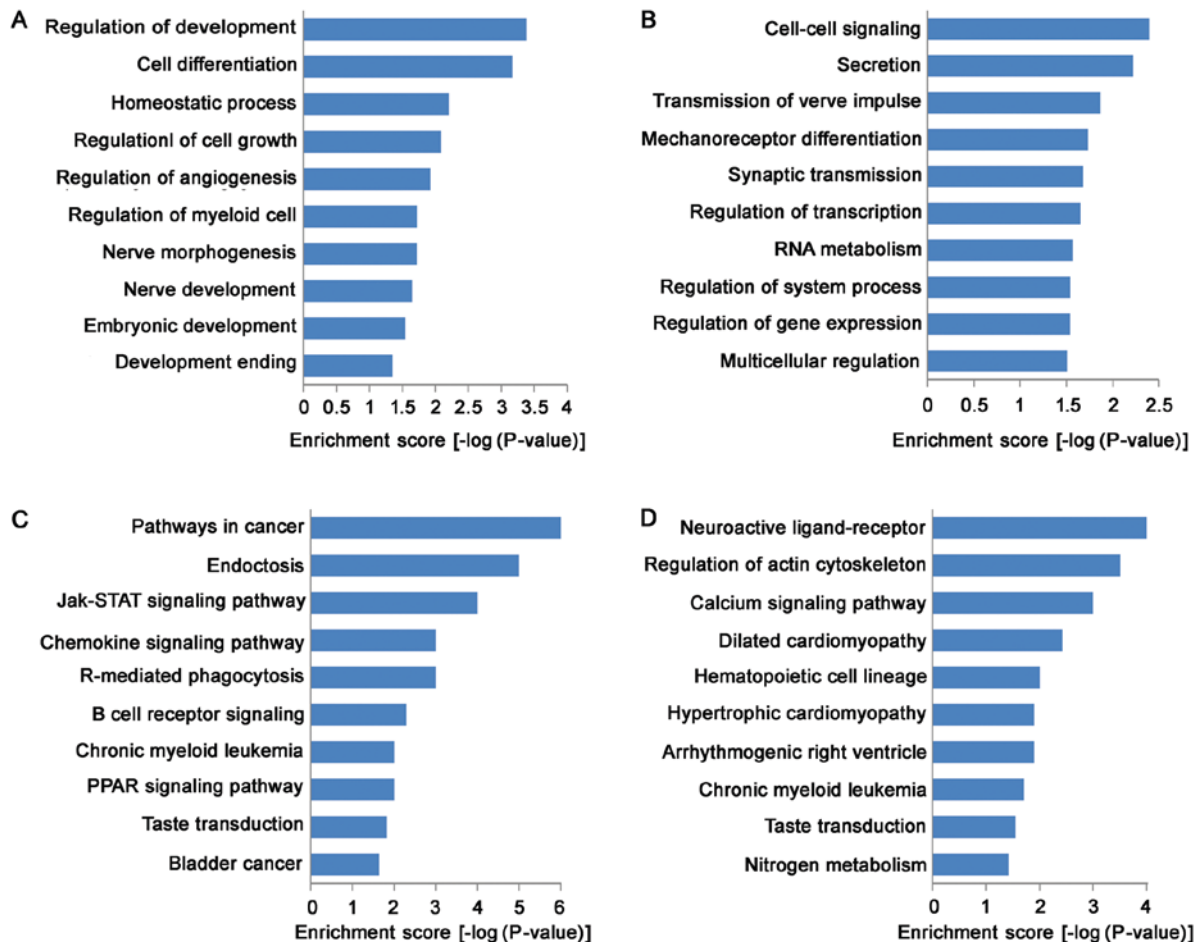 A
Regulation of development
Cell differentiation
Homeostatic process
Regulationl of cell growth
Regulation of angiogenesis
Regulation of myeloid cell
Nerve morphogenesis
Nerve development
Embryonic development
Development ending
0 0.5 1 1.5 2 2.5 3 3.5 4
Enrichment score [-log (P-value)]
B
Cell-cell signaling
Secretion
Transmission of verve impulse
Mechanoreceptor differentiation
Synaptic transmission
Regulation of transcription
RNA metabolism
Regulation of system process
Regulation of gene expression
Multicellular regulation
0 0.5 1 1.5 2 2.5
Enrichment score [-log (P-value)]
C
Pathways in cancer
Endoctosis
Jak-STAT signaling pathway
Chemokine signaling pathway
R-mediated phagocytosis
B cell receptor signaling
Chronic myeloid leukemia
PPAR signaling pathway
Taste transduction
Bladder cancer
0 1 2 3 4 5 6
Enrichment score [-log (P-value)]
D
Neuroactive ligand-receptor
Regulation of actin cytoskeleton
Calcium signaling pathway
Dilated cardiomyopathy
Hematopoietic cell lineage
Hypertrophic cardiomyopathy
Arrhythmogenic right ventricle
Chronic myeloid leukemia
Taste transduction
Nitrogen metabolism
0 1 2 3 4
Enrichment score [-log (P-value)]